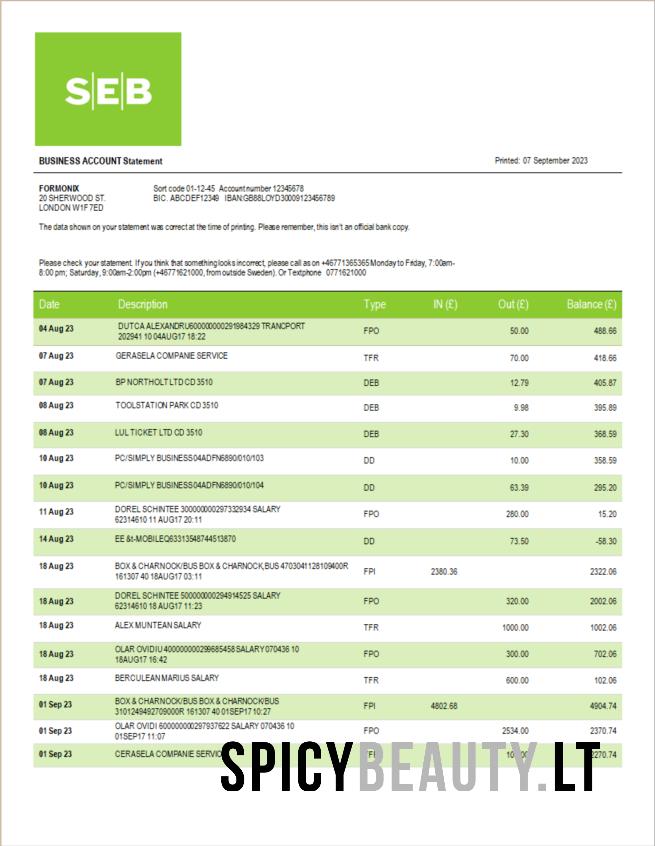 S|E|B
BUSINESS ACCOUNT Statement Printed: 07 September 2023
FORMONIX Sort code 01-12-45 Account number 12345678
20 SHERWOOD ST. BIC. ABCDEF12349 IBAN:GB88LOYD30009123456789
LONDON W1F7ED
The data shown on your statement was correct at the time of printing. Please remember, this isn't an official bank copy.
Please check your statement. If you think that something looks incorrect, please call as on +46771365365 Monday to Friday, 7:00am-
8:00 pm; Saturday, 9:00am-2:00pm (+46771621000, from outside Sweden). Or Textphone 0771621000
Date Description Type IN (£) Out (£) Balance (£)
04 Aug 23 DUTCA ALEXANDRU600000000291984329 TRANCPORT FPO 50.00 488.66
202941 10 04AUG17 18:22
07 Aug 23 GERASELA COMPANIE SERVICE TFR 70.00 418.66
07 Aug 23 BP NORTHOLT LTD CD 3510 DEB 12.79 405.87
08 Aug 23 TOOLSTATION PARK CD 3510 DEB 9.98 395.89
08 Aug 23 LUL TICKET LTD CD 3510 DEB 27.30 368.59
10 Aug 23 PC/SIMPLY BUSINESS04ADFN6890/010/103 DD 10.00 358.59
10 Aug 23 PC/SIMPLY BUSINESS04ADFN6890/010/104 DD 63.39 295.20
11 Aug 23 DOREL SCHINTEE 300000000297332934 SALARY FPO 280.00 15.20
62314610 11 AUG17 20:11
14 Aug 23 EE &t-MOBILEQ63313548744513870 DD 73.50 -58.30
18 Aug 23 BOX & CHARNOCK/BUS BOX & CHARNOCK,BUS 4703041128109400R FPI 2380.36 2322.06
161307 40 18AUG17 03:11
18 Aug 23 DOREL SCHINTEE 500000000294914525 SALARY FPO 320.00 2002.06
62314610 18 AUG17 11:23
18 Aug 23 ALEX MUNTEAN SALARY TFR 1000.00 1002.06
18 Aug 23 OLAR OVIDIU 400000000299685458 SALARY 070436 10 FPO 300.00 702.06
18AUG17 16:42
18 Aug 23 BERCULEAN MARIUS SALARY TFR 600.00 102.06
01 Sep 23 BOX & CHARNOCK/BUS BOX & CHARNOCK/BUS FPI 4802.68 4904.74
3101249492709000R 161307 40 01SEP17 10:27
01 Sep 23 OLAR OVIDI 600000000297937622 SALARY 070436 10 FPO 2534.00 2370.74
01SEP17 11:07
01 Sep 23 CERASELA COMPANIE 2270.74
SPICYBEAUTY.LT